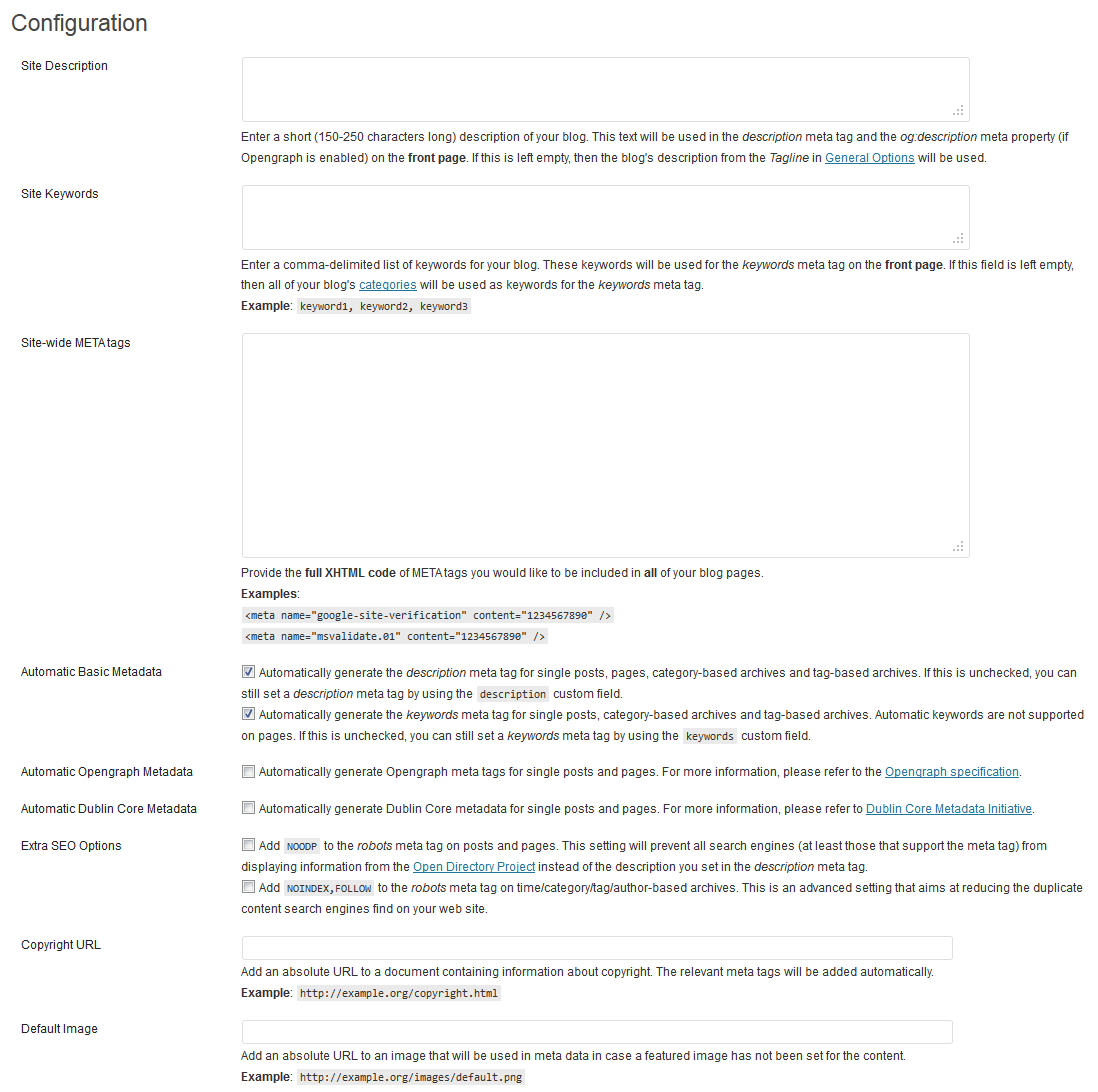 Configuration
Site Description
Enter a short (150-250 characters long) description of your blog. This text will be used in the description meta tag and the og:description meta property (if
Opengraph is enabled) on the front page. If this is left empty, then the blog's description from the Tagline in General Options will be used.
Site Keywords
Enter a comma-delimited list of keywords for your blog. These keywords will be used for the keywords meta tag on the front page. If this field is left empty,
then all of your blog's categories will be used as keywords for the keywords meta tag.
Example: keyword1, keyword2, keyword3
Site-wide META tags
Provide the full XHTML code of META tags you would like to be included in all of your blog pages.
Examples:
<meta name="google-site-verification" content="1234567890" />
<meta name="msvalidate.01" content="1234567890" />
Automatic Basic Metadata
Automatically generate the description meta tag for single posts, pages, category-based archives and tag-based archives. If this is unchecked, you can
still set a description meta tag by using the description custom field.
Automatically generate the keywords meta tag for single posts, category-based archives and tag-based archives. Automatic keywords are not supported
on pages. If this is unchecked, you can still set a keywords meta tag by using the keywords custom field.
Automatic Opengraph Metadata
Automatically generate Opengraph meta tags for single posts and pages. For more information, please refer to the Opengraph specification.
Automatic Dublin Core Metadata
Automatically generate Dublin Core metadata for single posts and pages. For more information, please refer to Dublin Core Metadata Initiative.
Extra SEO Options
Add NOODP to the robots meta tag on posts and pages. This setting will prevent all search engines (at least those that support the meta tag) from
displaying information from the Open Directory Project instead of the description you set in the description meta tag.
Add NOINDEX,FOLLOW to the robots meta tag on time/category/tag/author-based archives. This is an advanced setting that aims at reducing the duplicate
content search engines find on your web site.
Copyright URL
Add an absolute URL to a document containing information about copyright. The relevant meta tags will be added automatically.
Example: http://example.org/copyright.html
Default Image
Add an absolute URL to an image that will be used in meta data in case a featured image has not been set for the content.
Example: http://example.org/images/default.png